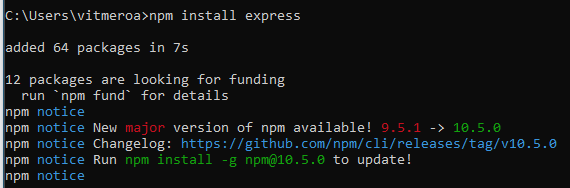 C:\Users\vitmeroa>npm install express
added 64 packages in 7s
12 packages are looking for funding
run `npm fund` for details
npm notice
npm notice New major version of npm available! 9.5.1 -> 10.5.0
npm notice Changelog: https://github.com/npm/cli/releases/tag/v10.5.0
npm notice Run npm install -g npm@10.5.0 to update!
npm notice